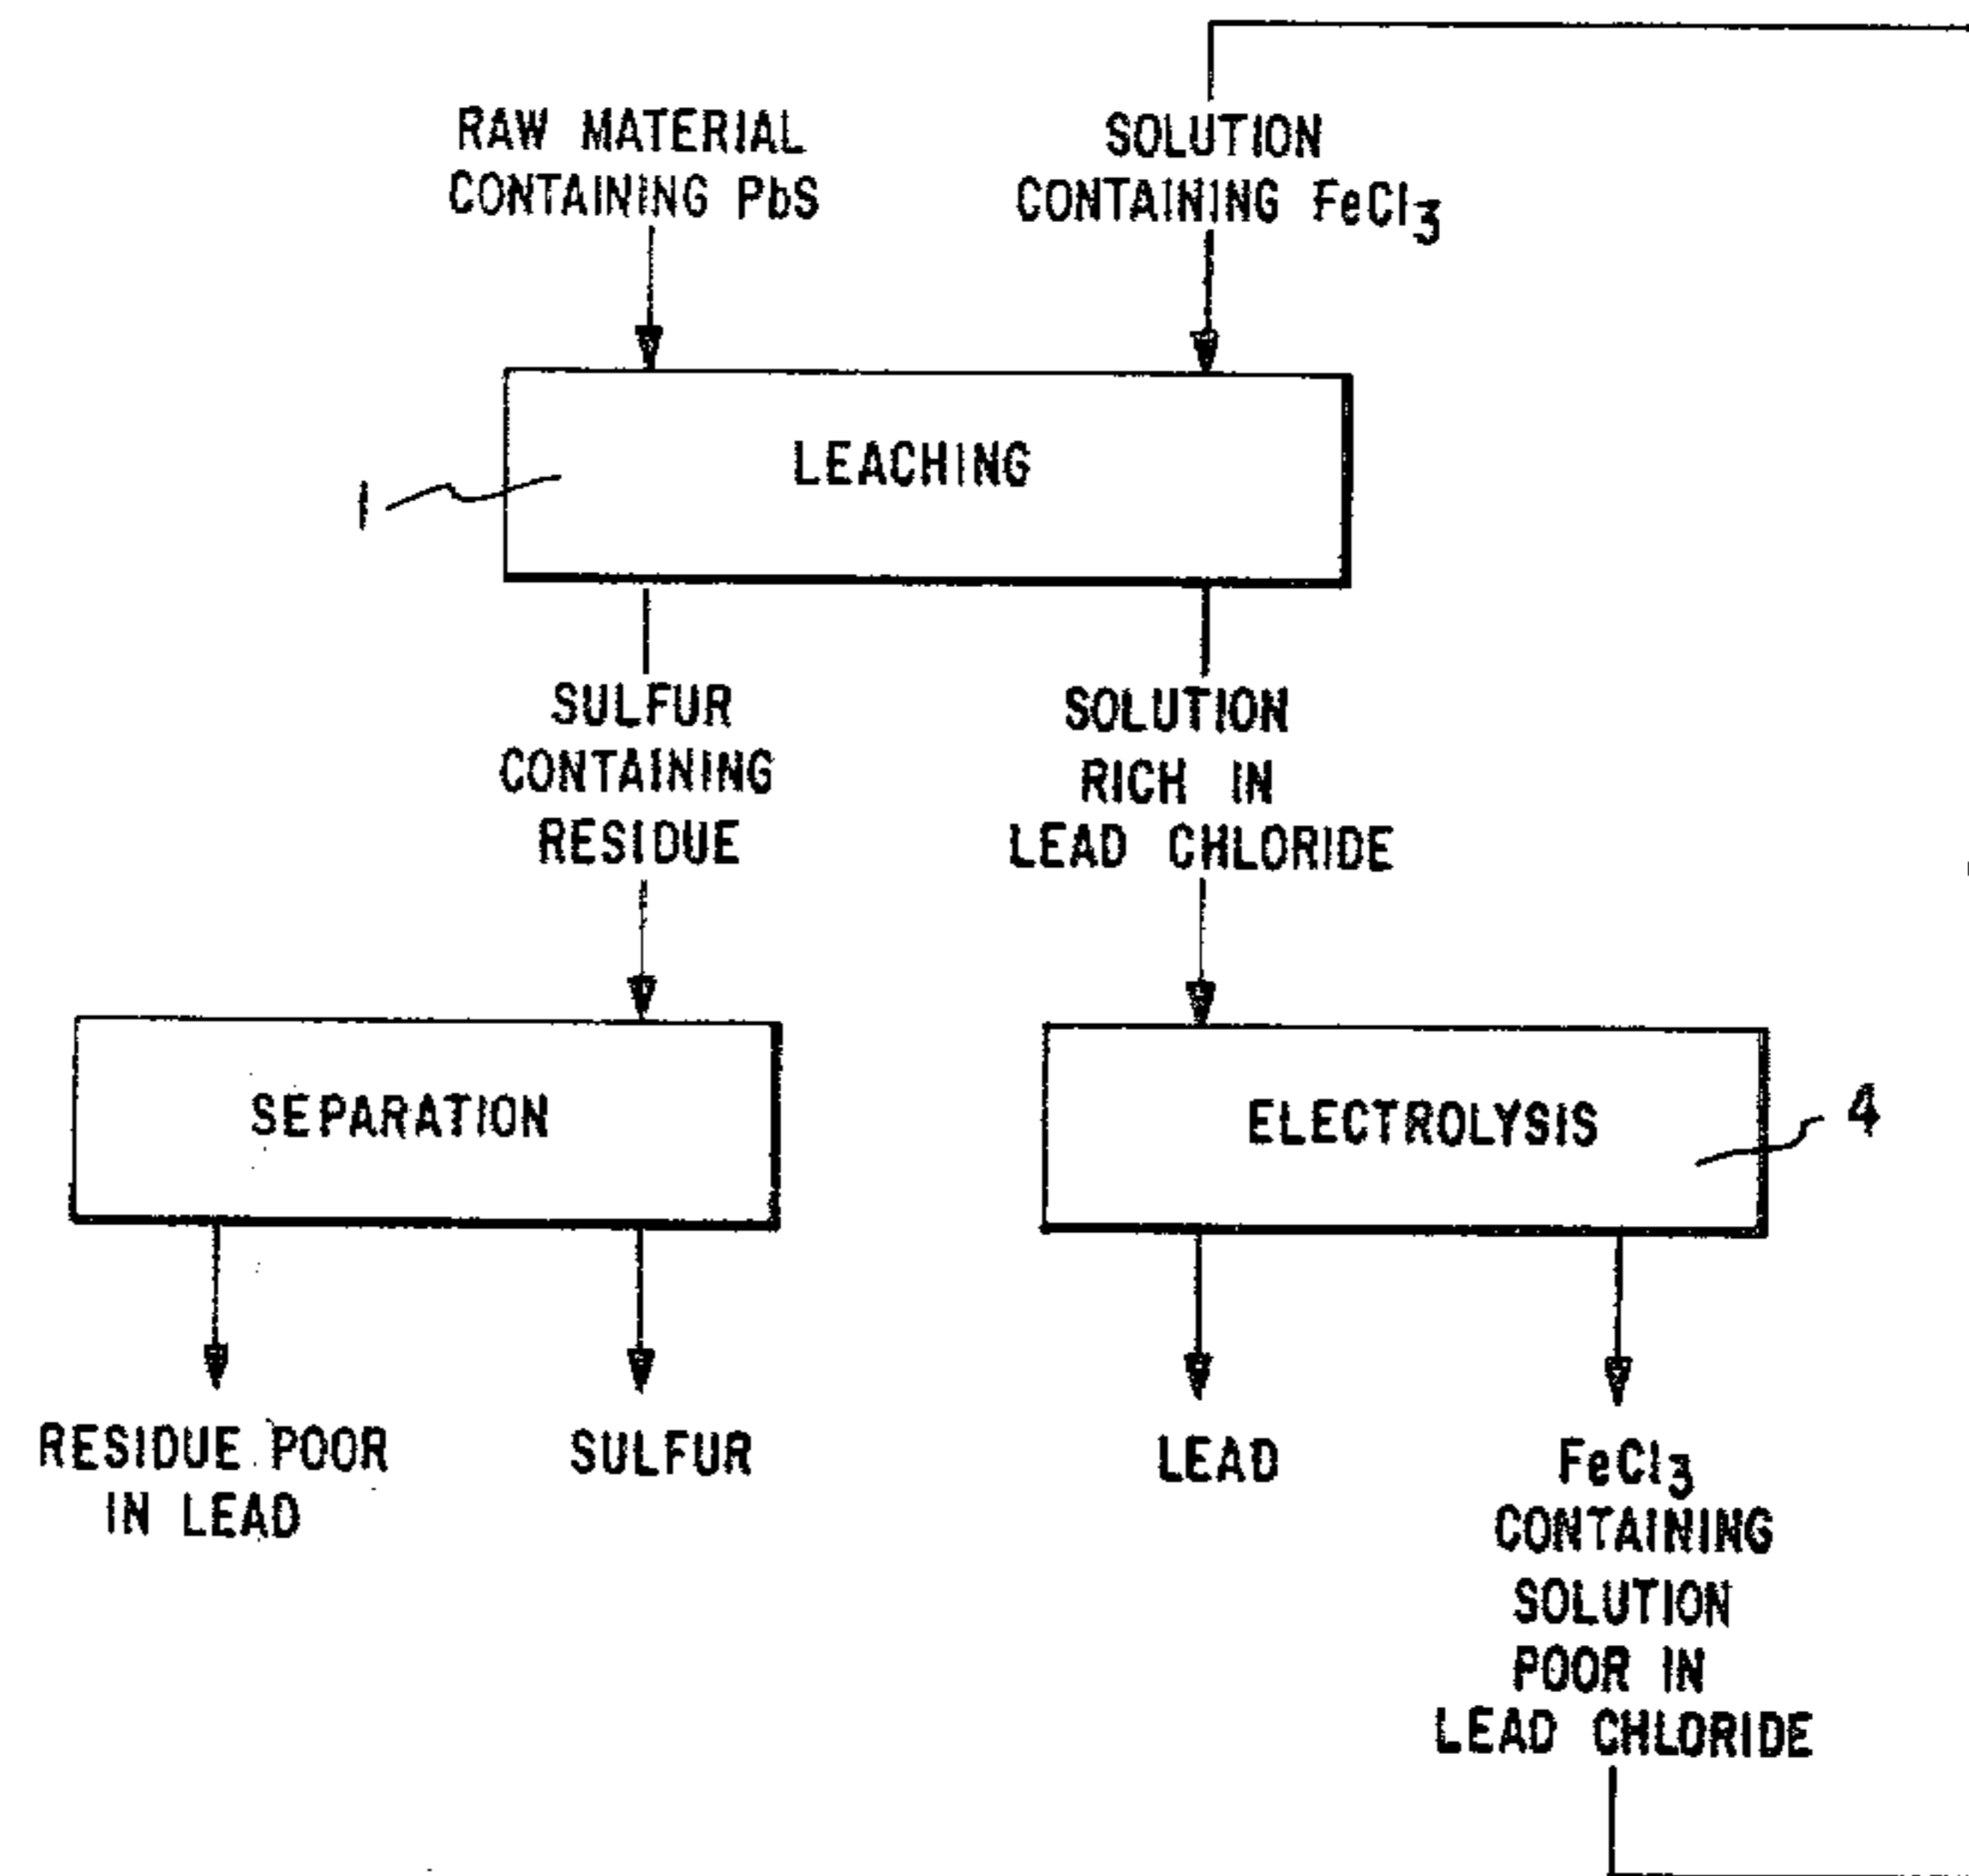 RAW MATERIAL
CONTAINING PbS
SOLUTION
CONTAINING FeCl3
LEACHING
1
SULFUR
CONTAINING
RESIDUE
SOLUTION
RICH IN
LEAD CHLORIDE
SEPARATION
ELECTROLYSIS
4
RESIDUE POOR
IN LEAD
SULFUR
LEAD
FeCl3
CONTAINING
SOLUTION
POOR IN
LEAD CHLORIDE